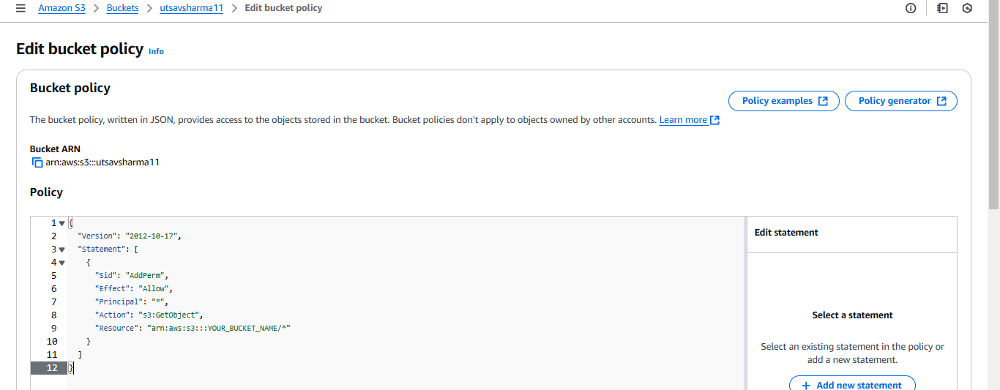 Amazon S3 > Buckets > utsavsharma11 > Edit bucket policy
Edit bucket policy Info
Bucket policy
Policy examples
Policy generator
The bucket policy, written in JSON, provides access to the objects stored in the bucket. Bucket policies don't apply to objects owned by other accounts. Learn more
Bucket ARN
arn:aws:s3:::utsavsharma11
Policy
1 {
2 "Version": "2012-10-17",
3 "Statement": [
4 {
5 "Sid": "AddPerm",
6 "Effect": "Allow",
7 "Principal": "*",
8 "Action": "s3:GetObject",
9 "Resource": "arn:aws:s3:::YOUR_BUCKET_NAME/*"
10 }
11 ]
12 }
Edit statement
Select a statement
Select an existing statement in the policy or
add a new statement.
+ Add new statement